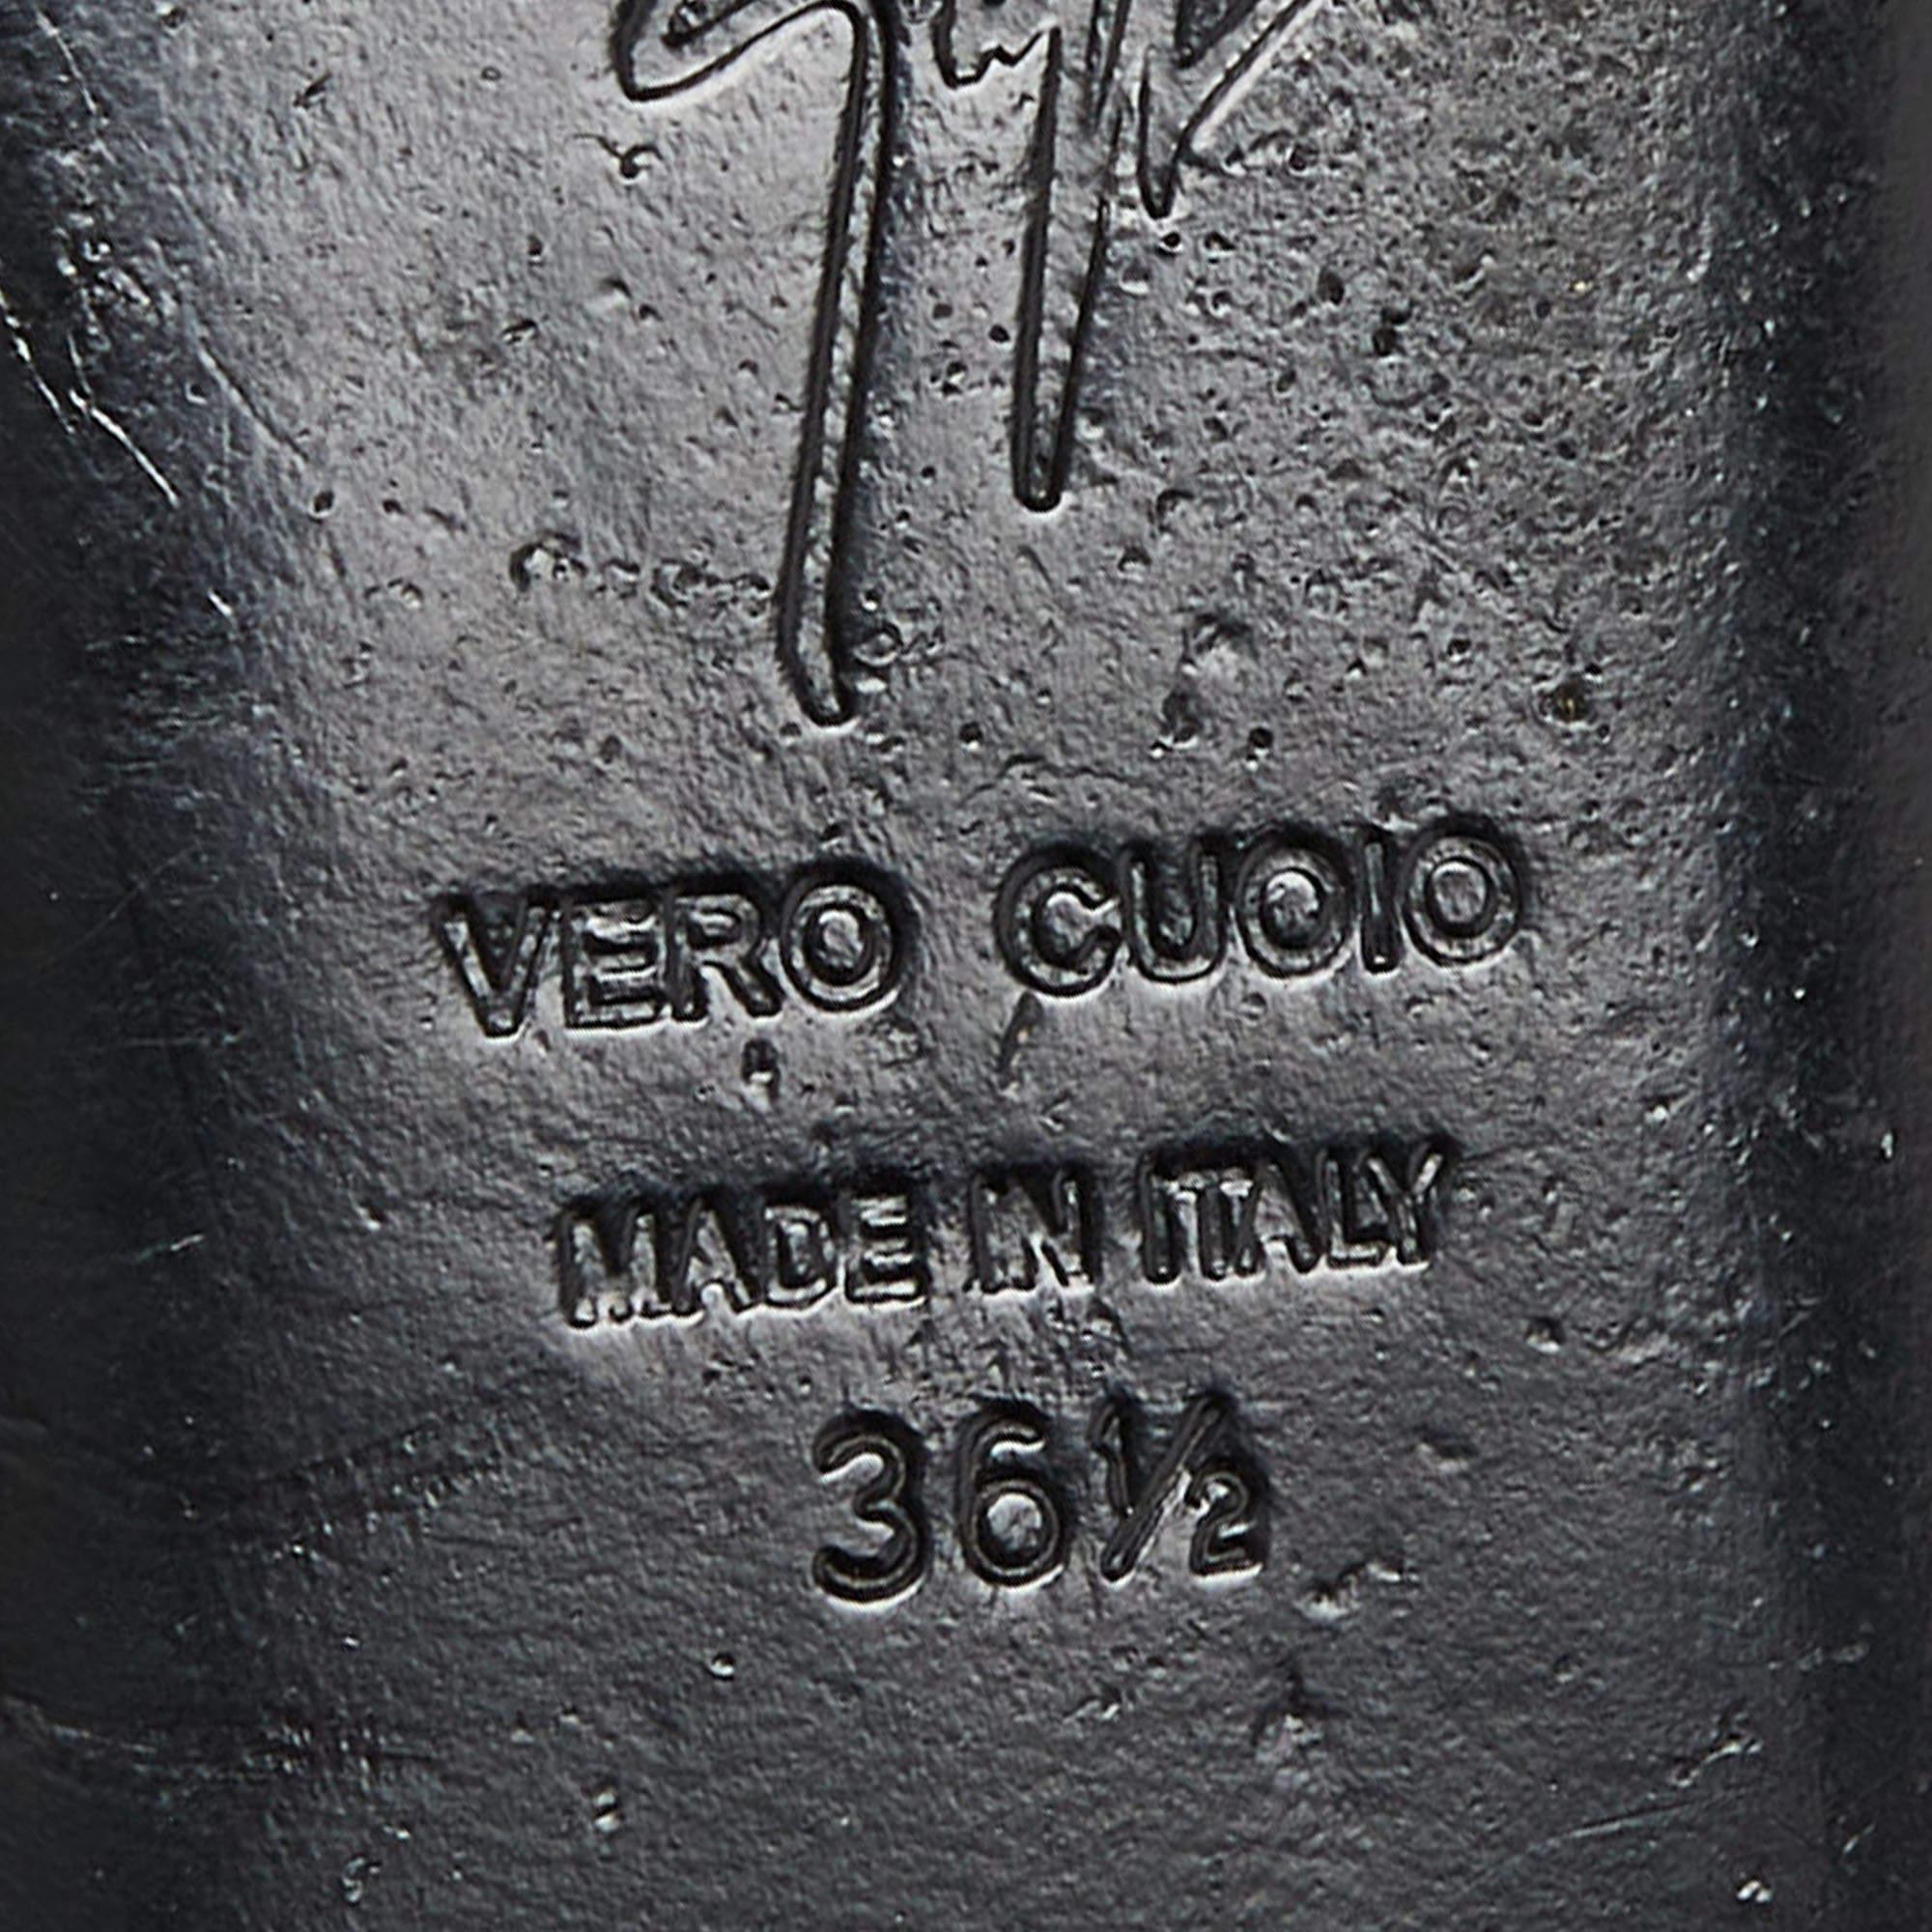 VERO CUOIO
MADE IN ITALY
36½